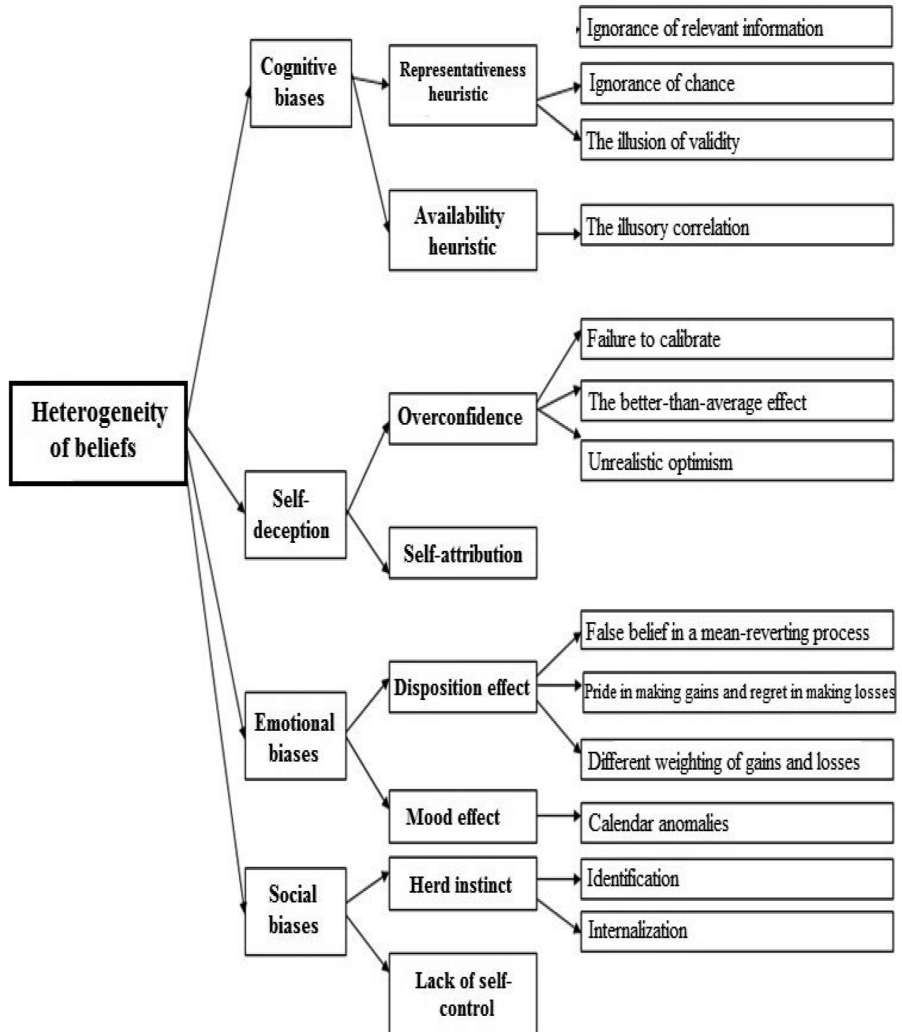 Ignorance of relevant information
Cognitive
biases
Representativeness
heuristic
Ignorance of chance
The illusion of validity
Availability
heuristic
The illusory correlation
Failure to calibrate
Heterogeneity
of beliefs
Overconfidence
The better-than-average effect
Unrealistic optimism
Self-
deception
Self-attribution
False belief in a mean-reverting process
Disposition effect
Pride in making gains and regret in making losses
Emotional
biases
Different weighting of gains and losses
Mood effect
Calendar anomalies
Social
biases
Herd instinct
Identification
Internalization
Lack of self-
control